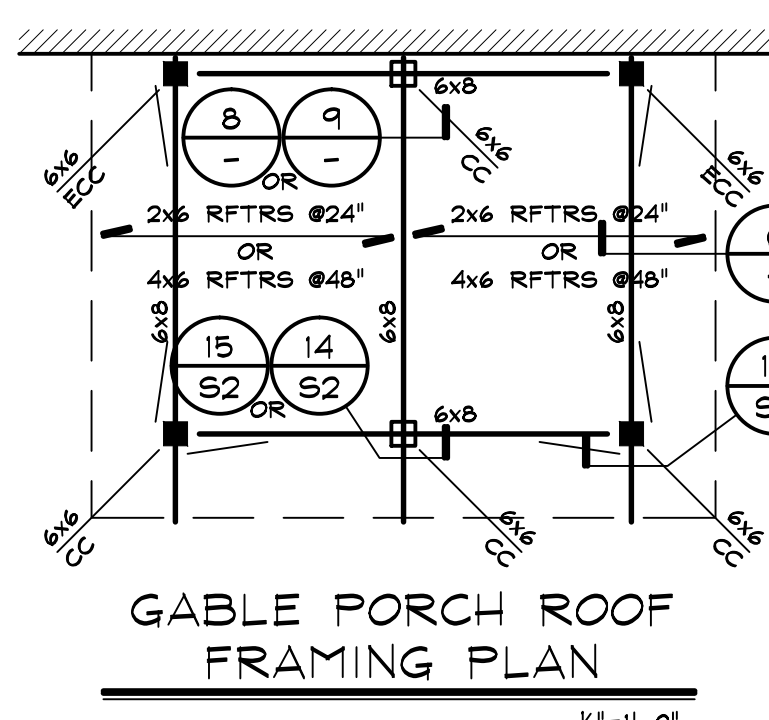 6x8
8 9
- -
OR
6x6 ECC
6x6 CC
6x6 ECC
2x6 RFTRS @24"
OR
4x6 RFTRS @48"
2x6 RFTRS @24"
OR
4x6 RFTRS @48"
6x8
6x8
6x8
15 14
S2 S2
OR
6x8
6x6 CC
6x6 CC
6x6 CC
GABLE PORCH ROOF
FRAMING PLAN